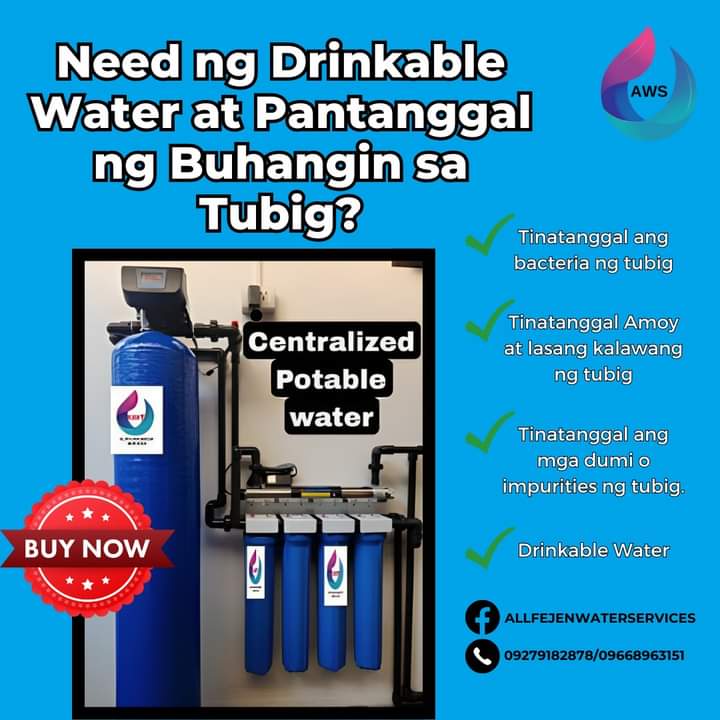 Need ng Drinkable
Water at Pantanggal
ng Buhangin sa
Tubig?
AWS
Tinatanggal ang
bacteria ng tubig
Tinatanggal Amoy
at lasang kalawang
ng tubig
Tinatanggal ang
mga dumi o
impurities ng tubig.
Drinkable Water
Centralized
Potable
water
BUY NOW
ALLFEJENWATERSERVICES
09279182878/09668963151